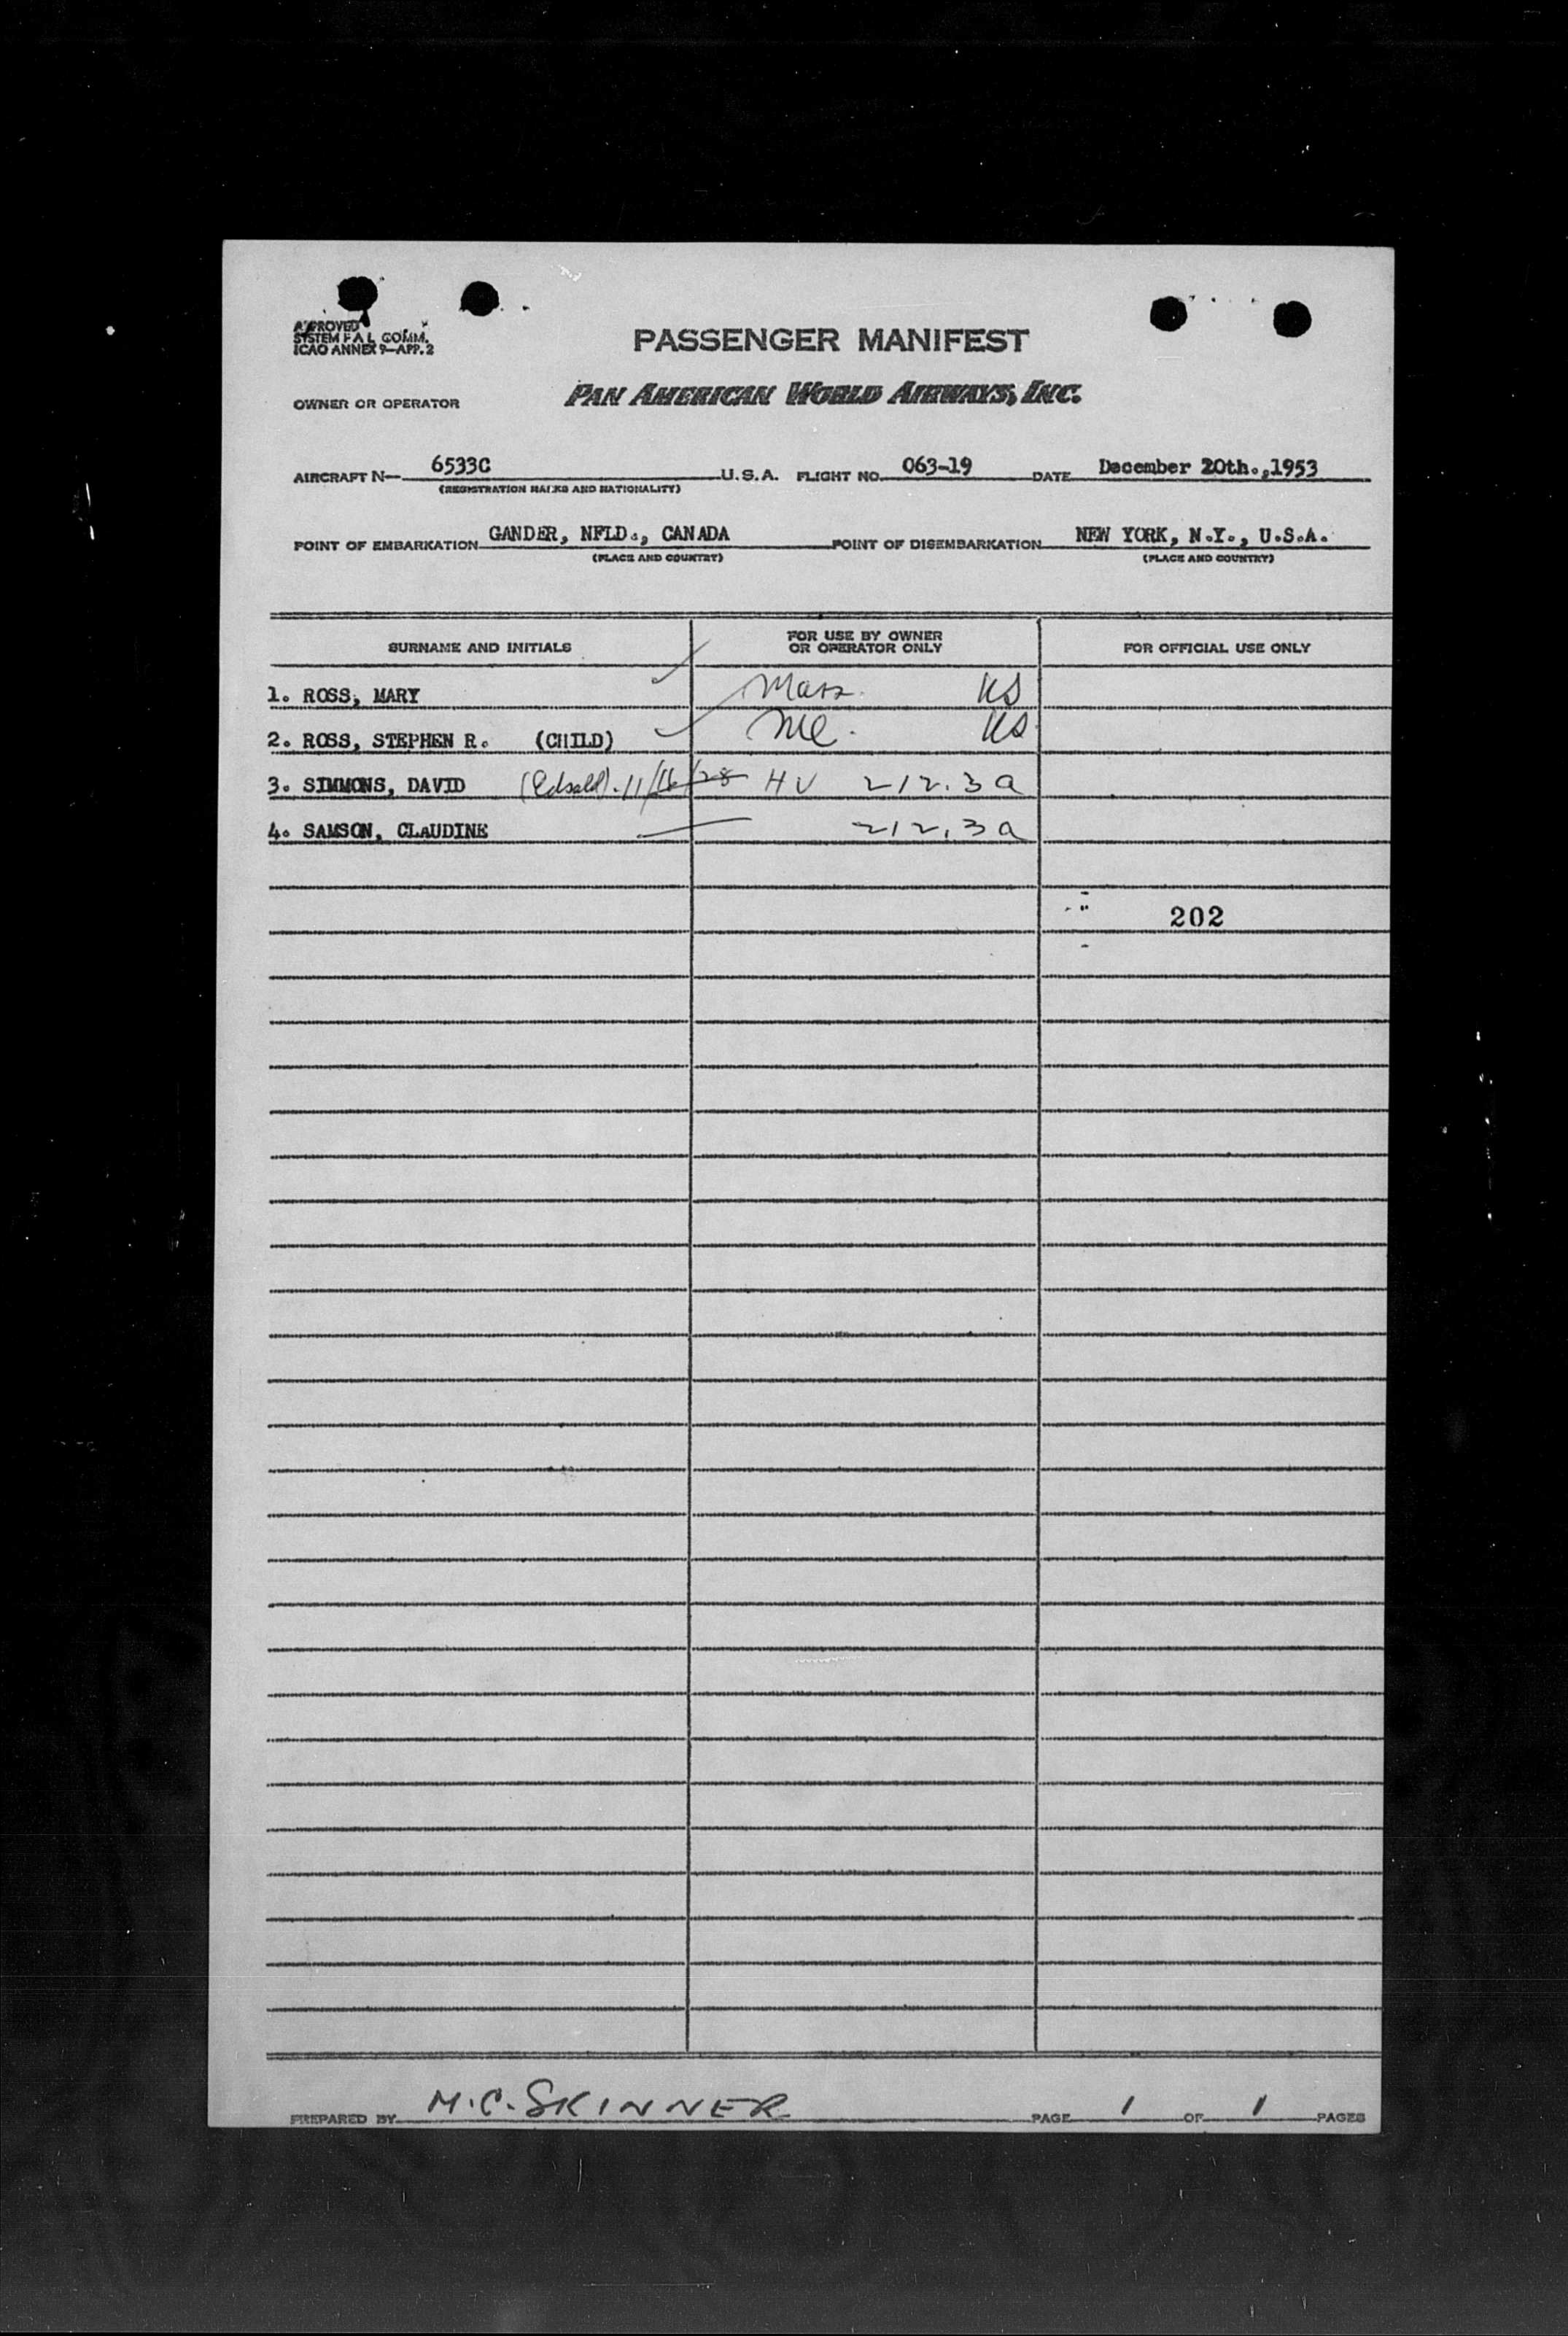 APPROVED
SYSTEM F A L COMM.
ICAO ANNEX 9-APP. 2
PASSENGER MANIFEST
OWNER OR OPERATOR PAN AMERICAN WORLD AIRWAYS, INC.
AIRCRAFT N- 6533C U.S.A. FLIGHT NO. 063-19 DATE December 20th.,1953
(REGISTRATION MARKS AND NATIONALITY)
POINT OF EMBARKATION GANDER, NFLD., CANADA POINT OF DISEMBARKATION NEW YORK, N.Y., U.S.A.
(PLACE AND COUNTRY) (PLACE AND COUNTRY)
SURNAME AND INITIALS FOR USE BY OWNER OR OPERATOR ONLY FOR OFFICIAL USE ONLY
1. ROSS, MARY Mass. US
2. ROSS, STEPHEN R. (CHILD) Me. US
3. SIMMONS, DAVID 11/16/28 HV 212.3a
4. SAMSON, CLAUDINE 212.3a
202
PREPARED BY M.C. SKINNER PAGE 1 OF 1 PAGES